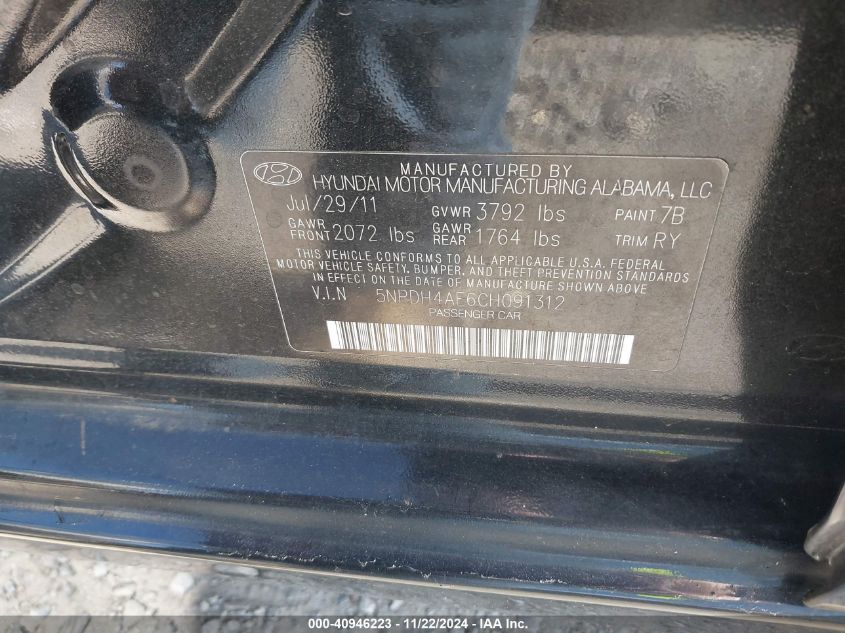 MANUFACTURED BY
HYUNDAI MOTOR MANUFACTURING ALABAMA, LLC
Jul/29/11 GVWR 3792 lbs PAINT 7B
GAWR FRONT 2072 lbs GAWR REAR 1764 lbs TRIM RY
THIS VEHICLE CONFORMS TO ALL APPLICABLE U.S.A. FEDERAL
MOTOR VEHICLE SAFETY, BUMPER, AND THEFT PREVENTION STANDARDS
IN EFFECT ON THE DATE OF MANUFACTURE SHOWN ABOVE
V.I.N 5NPDH4AE6CH091312
PASSENGER CAR
000-40946223 - 11/22/2024 - IAA Inc.